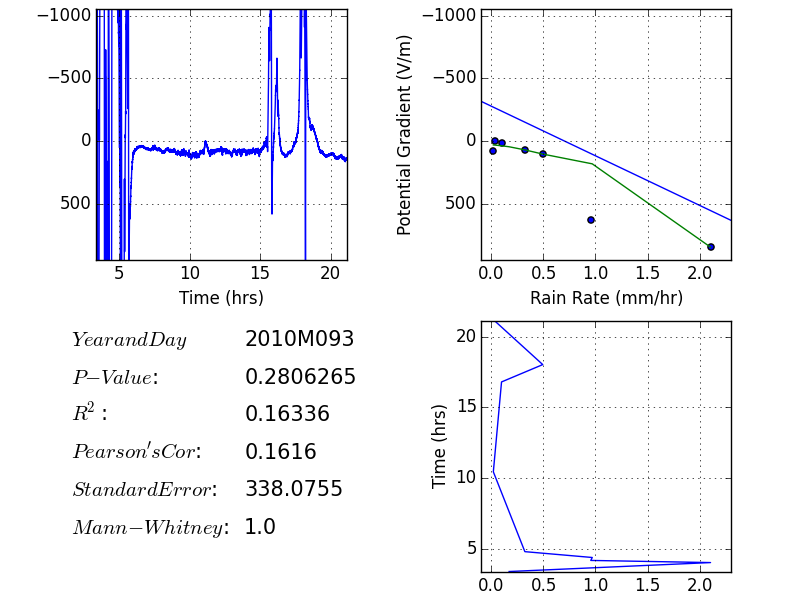 −1000
−500
0
500
5
10
15
20
Time (hrs)
−1000
−500
0
500
Potential Gradient (V/m)
0.0
0.5
1.0
1.5
2.0
Rain Rate (mm/hr)
YearandDay 2010M093
P−Value: 0.2806265
R²: 0.16336
Pearson'sCor: 0.1616
StandardError: 338.0755
Mann−Whitney: 1.0
20
15
10
5
Time (hrs)
0.0
0.5
1.0
1.5
2.0